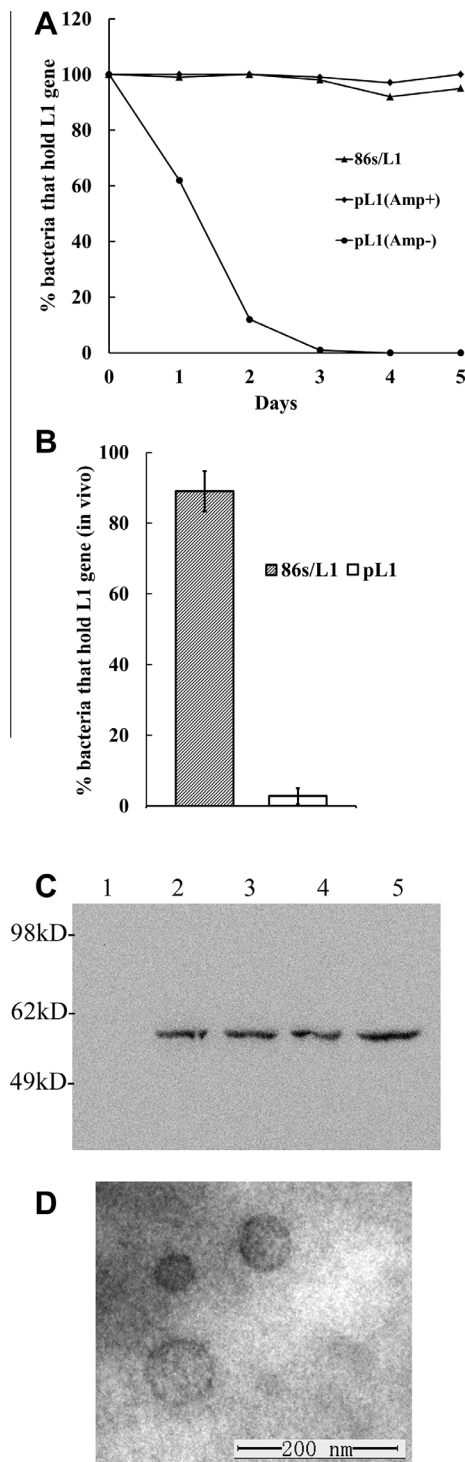 A
% bacteria that hold L1 gene
120
100
80
60
40
20
0
0 1 2 3 4 5
Days
86s/L1
pL1(Amp+)
pL1(Amp-)
B
% bacteria that hold L1 gene (in vivo)
100
80
60
40
20
0
86s/L1 pL1
C
1 2 3 4 5
98kD-
62kD-
49kD-
D
200 nm